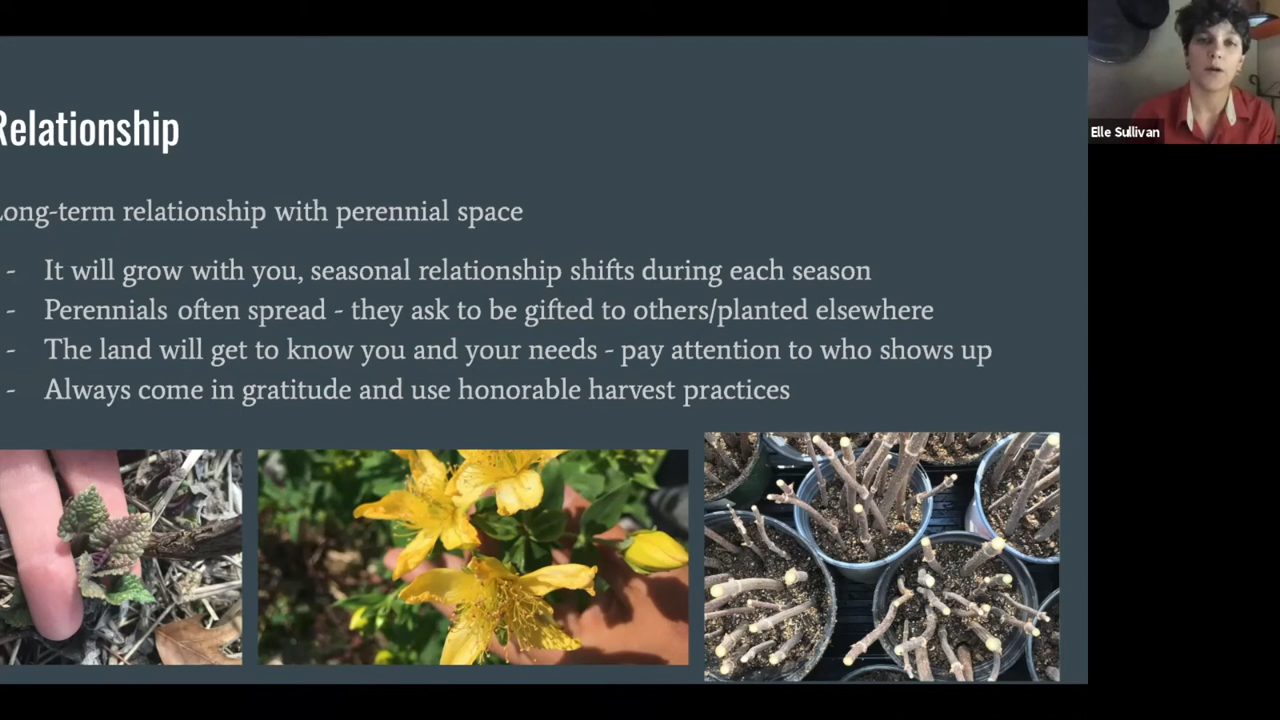 Relationship
Long-term relationship with perennial space
- It will grow with you, seasonal relationship shifts during each season
- Perennials often spread - they ask to be gifted to others/planted elsewhere
- The land will get to know you and your needs - pay attention to who shows up
- Always come in gratitude and use honorable harvest practices
Elle Sullivan